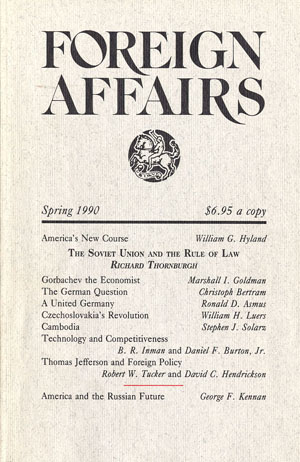 FOREIGN
AFFAIRS
Spring 1990 $6.95 a copy
America's New Course William G. Hyland
The Soviet Union and the Rule of Law
Richard Thornburgh
Gorbachev the Economist Marshall I. Goldman
The German Question Christoph Bertram
A United Germany Ronald D. Asmus
Czechoslovakia's Revolution William H. Luers
Cambodia Stephen J. Solarz
Technology and Competitiveness
B. R. Inman and Daniel F. Burton, Jr.
Thomas Jefferson and Foreign Policy
Robert W. Tucker and David C. Hendrickson
America and the Russian Future George F. Kennan